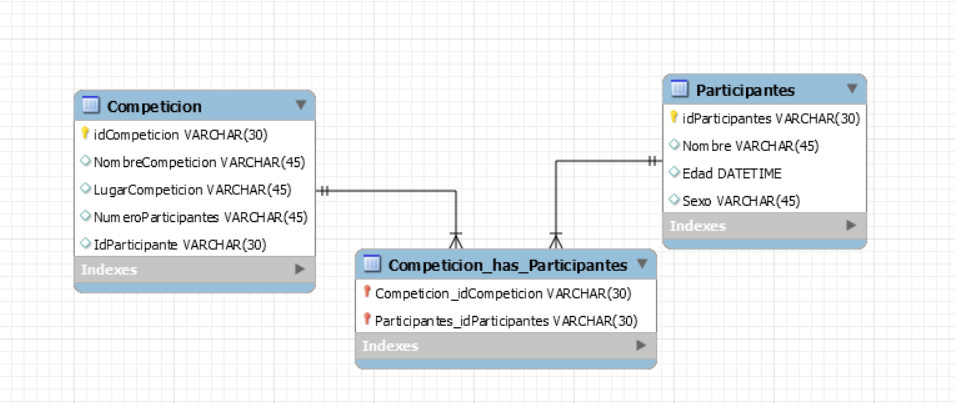 Competicion
idCompeticion VARCHAR(30)
NombreCompeticion VARCHAR(45)
LugarCompeticion VARCHAR(45)
NumeroParticipantes VARCHAR(45)
IdParticipante VARCHAR(30)
Indexes
Participantes
idParticipantes VARCHAR(30)
Nombre VARCHAR(45)
Edad DATETIME
Sexo VARCHAR(45)
Indexes
Competicion_has_Participantes
Competicion_idCompeticion VARCHAR(30)
Participantes_idParticipantes VARCHAR(30)
Indexes